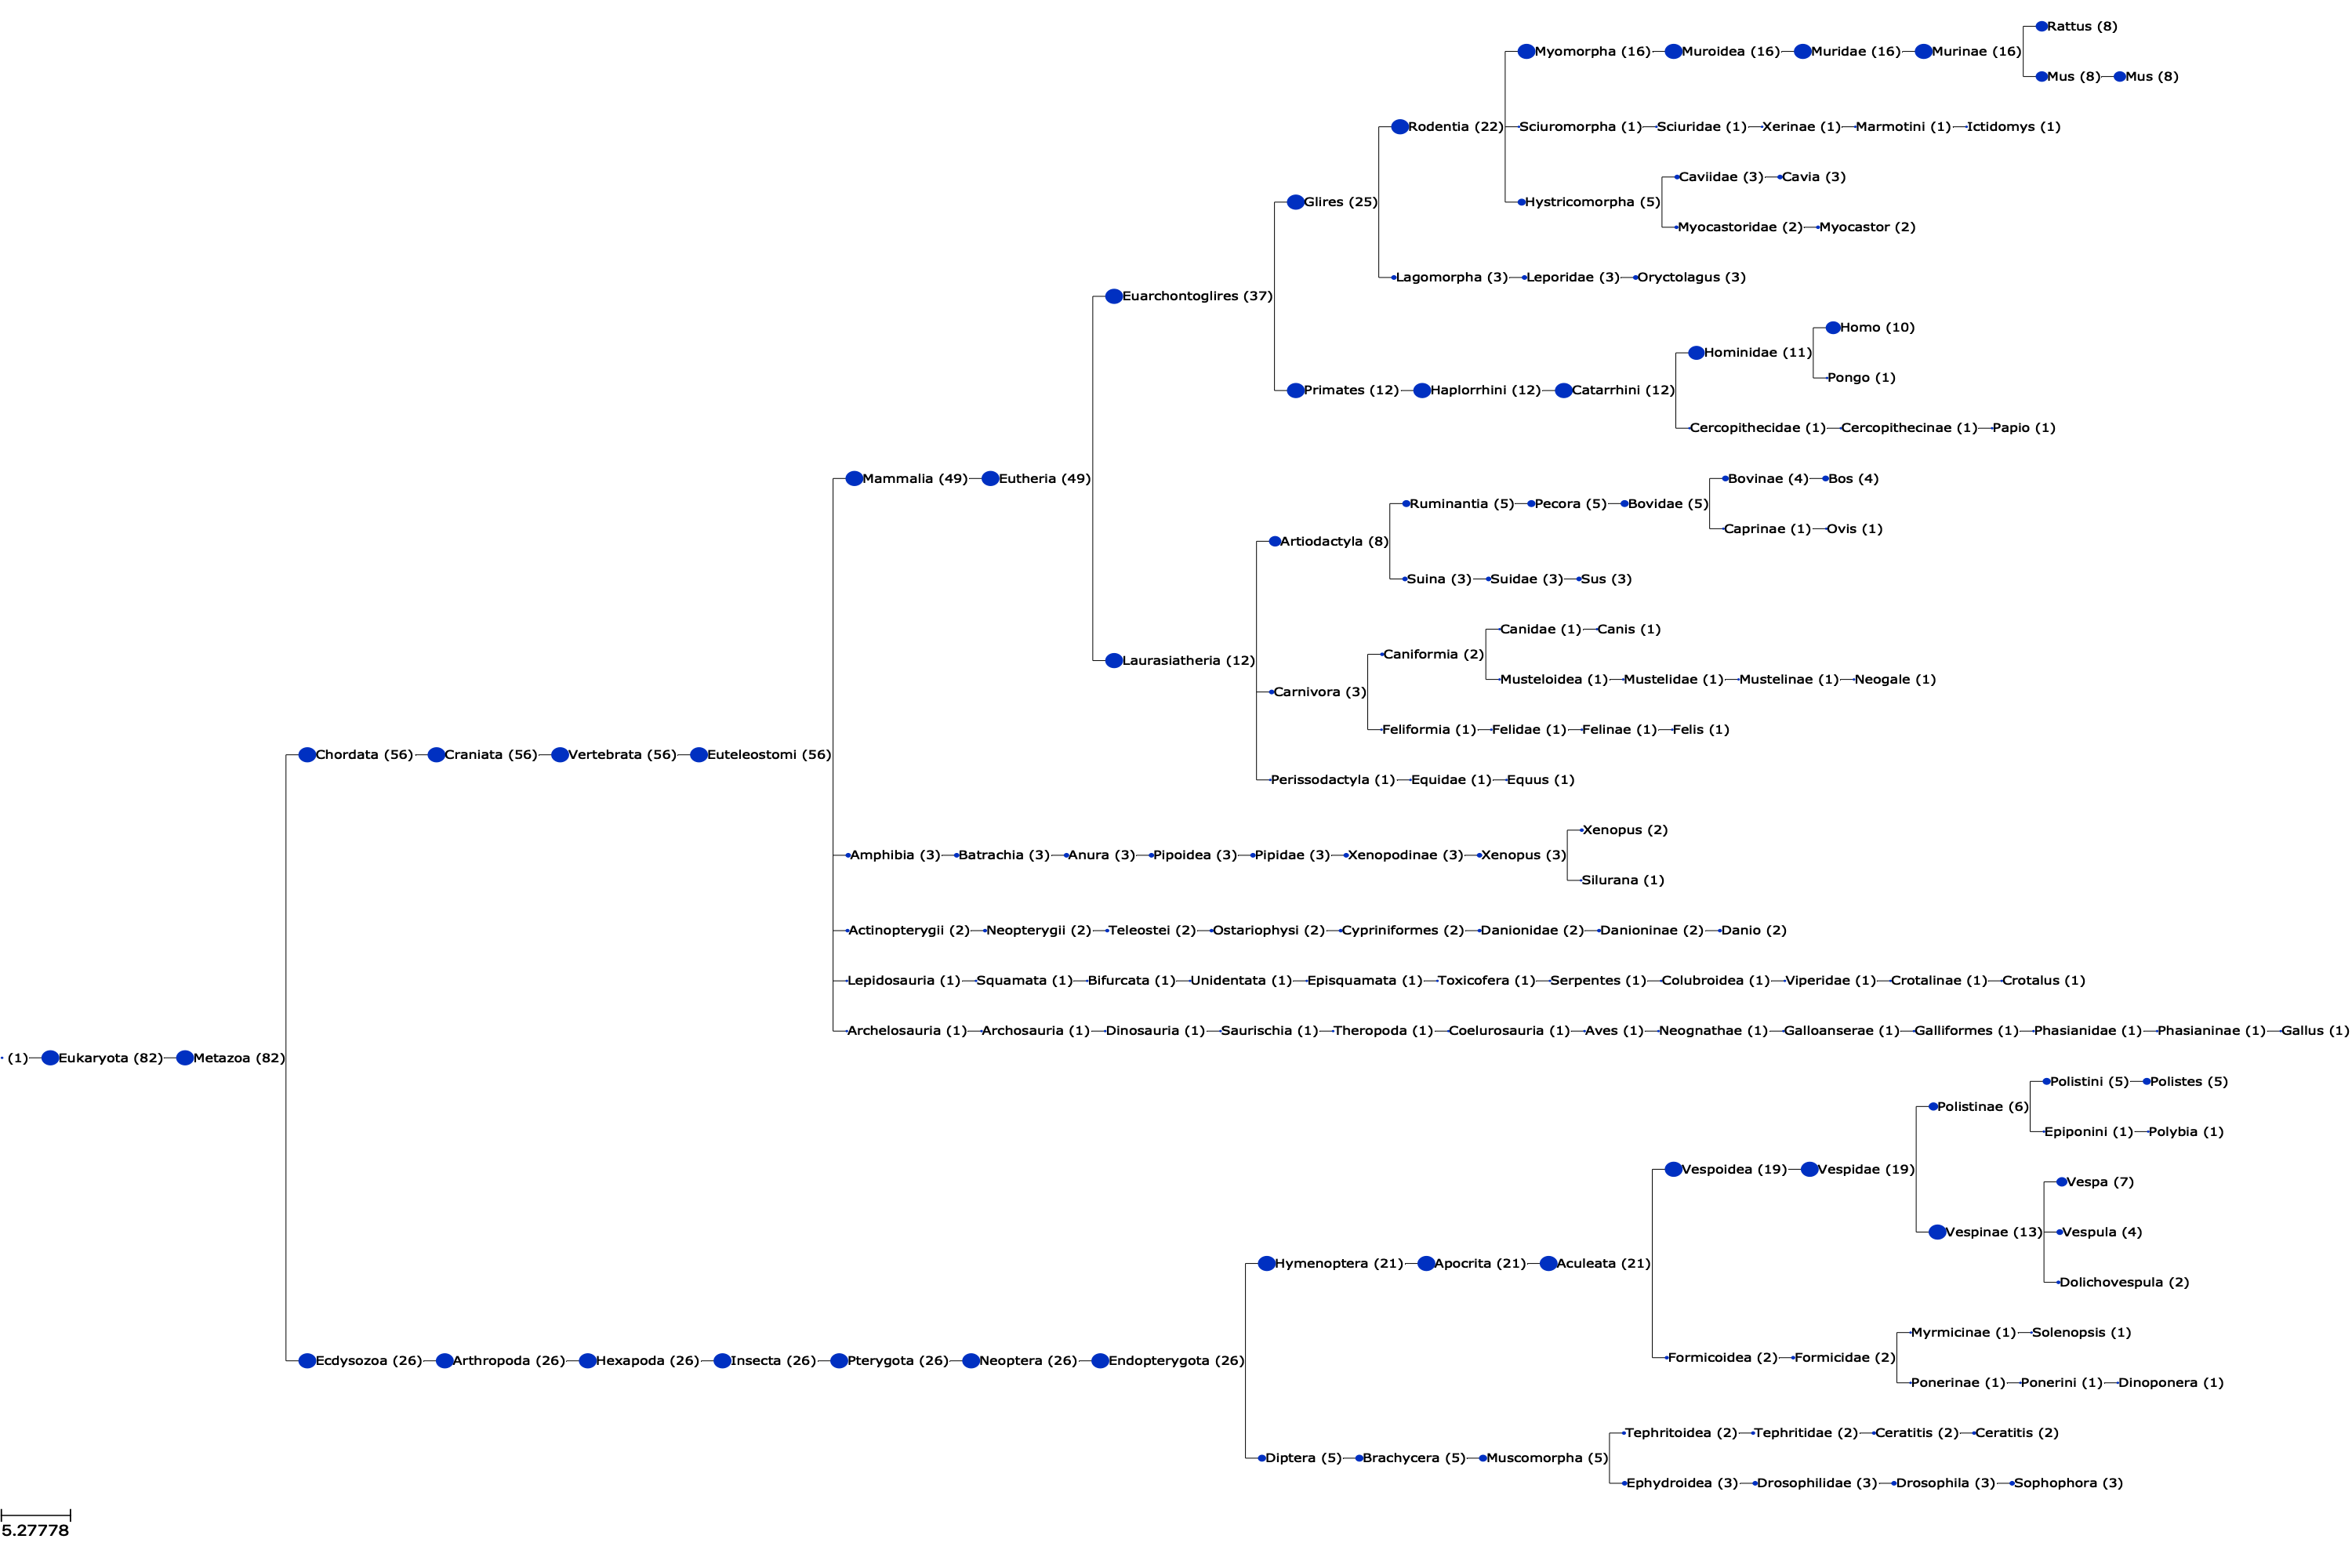 Rattus (8)
Myomorpha (16) Muroidea (16) Muridae (16) Murinae (16)
Mus (8) Mus (8)
Rodentia (22) Sciuromorpha (1) Sciuridae (1) Xerinae (1) Marmotini (1) Ictidomys (1)
Caviidae (3) Cavia (3)
Glires (25) Hystricomorpha (5)
Myocastoridae (2) Myocastor (2)
Lagomorpha (3) Leporidae (3) Oryctolagus (3)
Euarchontoglires (37)
Homo (10)
Hominidae (11)
Pongo (1)
Primates (12) Haplorrhini (12) Catarrhini (12)
Cercopithecidae (1) Cercopithecinae (1) Papio (1)
Mammalia (49) Eutheria (49) Bovinae (4) Bos (4)
Ruminantia (5) Pecora (5) Bovidae (5)
Caprinae (1) Ovis (1)
Artiodactyla (8)
Suina (3) Suidae (3) Sus (3)
Canidae (1) Canis (1)
Caniformia (2)
Laurasiatheria (12)
Musteloidea (1) Mustelidae (1) Mustelinae (1) Neogale (1)
Carnivora (3)
Feliformia (1) Felidae (1) Felinae (1) Felis (1)
Chordata (56) Craniata (56) Vertebrata (56) Euteleostomi (56)
Perissodactyla (1) Equidae (1) Equus (1)
Xenopus (2)
Amphibia (3) Batrachia (3) Anura (3) Pipoidea (3) Pipidae (3) Xenopodinae (3) Xenopus (3)
Silurana (1)
Actinopterygii (2) Neopterygii (2) Teleostei (2) Ostariophysi (2) Cypriniformes (2) Danionidae (2) Danioninae (2) Danio (2)
Lepidosauria (1) Squamata (1) Bifurcata (1) Unidentata (1) Episquamata (1) Toxicofera (1) Serpentes (1) Colubroidea (1) Viperidae (1) Crotalinae (1) Crotalus (1)
Archelosauria (1) Archosauria (1) Dinosauria (1) Saurischia (1) Theropoda (1) Coelurosauria (1) Aves (1) Neognathae (1) Galloanserae (1) Galliformes (1) Phasianidae (1) Phasianinae (1) Gallus (1)
(1) Eukaryota (82) Metazoa (82)
Polistini (5) Polistes (5)
Polistinae (6)
Epiponini (1) Polybia (1)
Vespoidea (19) Vespidae (19)
Vespa (7)
Vespinae (13) Vespula (4)
Hymenoptera (21) Apocrita (21) Aculeata (21)
Dolichovespula (2)
Myrmicinae (1) Solenopsis (1)
Formicoidea (2) Formicidae (2)
Ecdysozoa (26) Arthropoda (26) Hexapoda (26) Insecta (26) Pterygota (26) Neoptera (26) Endopterygota (26)
Ponerinae (1) Ponerini (1) Dinoponera (1)
Tephritoidea (2) Tephritidae (2) Ceratitis (2) Ceratitis (2)
Diptera (5) Brachycera (5) Muscomorpha (5)
Ephydroidea (3) Drosophilidae (3) Drosophila (3) Sophophora (3)
5.27778